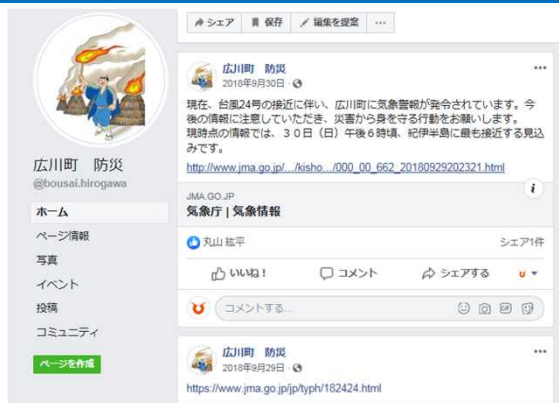 シェア 保存 編集を提案 ...
広川町 防災
2018年9月30日
現在、台風24号の接近に伴い、広川町に気象警報が発令されています。今
後の情報に注意していただき、災害から身を守る行動をお願いします。
現時点の情報では、３０日（日）午後６時頃、紀伊半島に最も接近する見込
みです。
http://www.jma.go.jp/.../kisho.../000_00_662_20180929202321.html
JMA.GO.JP
気象庁 | 気象情報
丸山 紘平 シェア1件
いいね！ コメント シェアする
コメントする... GIF
広川町 防災
2018年9月29日
https://www.jma.go.jp/jp/typh/182424.html
広川町 防災
@bousai.hirogawa
ホーム
ページ情報
写真
イベント
投稿
コミュニティ
ページを作成